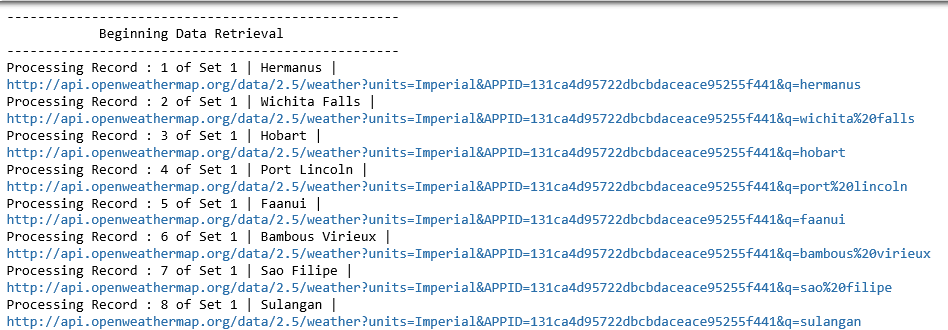 ---------------------------------------------------
Beginning Data Retrieval
---------------------------------------------------
Processing Record : 1 of Set 1 | Hermanus |
http://api.openweathermap.org/data/2.5/weather?units=Imperial&APPID=131ca4d95722dbcbdaceace95255f441&q=hermanus
Processing Record : 2 of Set 1 | Wichita Falls |
http://api.openweathermap.org/data/2.5/weather?units=Imperial&APPID=131ca4d95722dbcbdaceace95255f441&q=wichita%20falls
Processing Record : 3 of Set 1 | Hobart |
http://api.openweathermap.org/data/2.5/weather?units=Imperial&APPID=131ca4d95722dbcbdaceace95255f441&q=hobart
Processing Record : 4 of Set 1 | Port Lincoln |
http://api.openweathermap.org/data/2.5/weather?units=Imperial&APPID=131ca4d95722dbcbdaceace95255f441&q=port%20lincoln
Processing Record : 5 of Set 1 | Faanui |
http://api.openweathermap.org/data/2.5/weather?units=Imperial&APPID=131ca4d95722dbcbdaceace95255f441&q=faanui
Processing Record : 6 of Set 1 | Bambous Virieux |
http://api.openweathermap.org/data/2.5/weather?units=Imperial&APPID=131ca4d95722dbcbdaceace95255f441&q=bambous%20virieux
Processing Record : 7 of Set 1 | Sao Filipe |
http://api.openweathermap.org/data/2.5/weather?units=Imperial&APPID=131ca4d95722dbcbdaceace95255f441&q=sao%20filipe
Processing Record : 8 of Set 1 | Sulangan |
http://api.openweathermap.org/data/2.5/weather?units=Imperial&APPID=131ca4d95722dbcbdaceace95255f441&q=sulangan